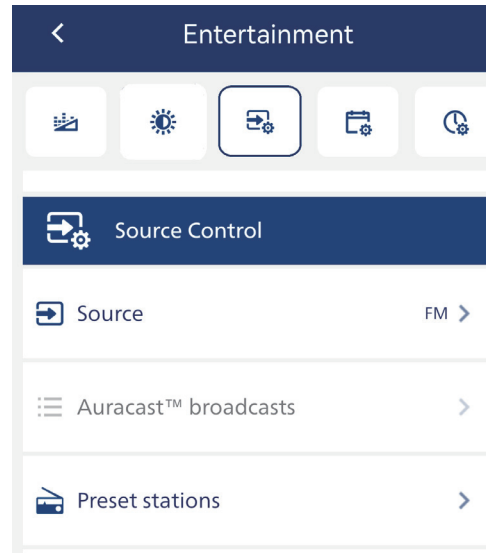 Entertainment
Source Control
Source FM
Auracast™ broadcasts
Preset stations